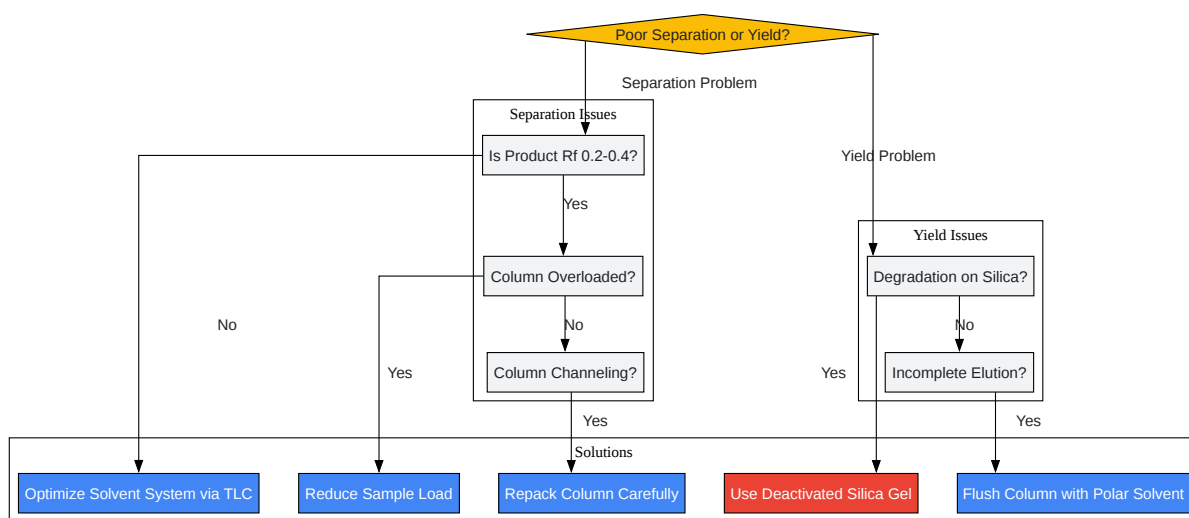 Poor Separation or Yield?
Separation Problem
Separation Issues
Is Product Rf 0.2-0.4?
Yield Problem
Yes
Yield Issues
Column Overloaded?
Degradation on Silica?
No
No
No
Column Channeling?
Incomplete Elution?
Yes
Yes
Yes
Yes
Solutions
Optimize Solvent System via TLC
Reduce Sample Load
Repack Column Carefully
Use Deactivated Silica Gel
Flush Column with Polar Solvent